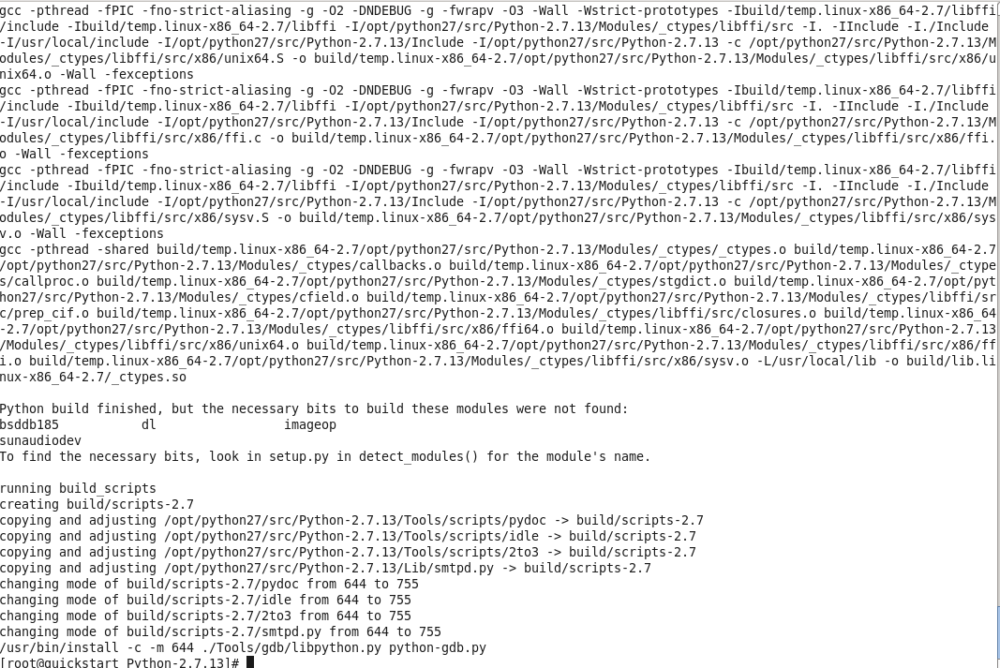 gcc -pthread -fPIC -fno-strict-aliasing -g -O2 -DNDEBUG -g -fwrapv -O3 -Wall -Wstrict-prototypes -Ibuild/temp.linux-x86_64-2.7/libffi
/include -Ibuild/temp.linux-x86_64-2.7/libffi -I/opt/python27/src/Python-2.7.13/Modules/_ctypes/libffi/src -I. -IInclude -I./Include
-I/usr/local/include -I/opt/python27/src/Python-2.7.13/Include -I/opt/python27/src/Python-2.7.13 -c /opt/python27/src/Python-2.7.13/M
odules/_ctypes/libffi/src/x86/unix64.S -o build/temp.linux-x86_64-2.7/opt/python27/src/Python-2.7.13/Modules/_ctypes/libffi/src/x86/u
nix64.o -Wall -fexceptions
gcc -pthread -fPIC -fno-strict-aliasing -g -O2 -DNDEBUG -g -fwrapv -O3 -Wall -Wstrict-prototypes -Ibuild/temp.linux-x86_64-2.7/libffi
/include -Ibuild/temp.linux-x86_64-2.7/libffi -I/opt/python27/src/Python-2.7.13/Modules/_ctypes/libffi/src -I. -IInclude -I./Include
-I/usr/local/include -I/opt/python27/src/Python-2.7.13/Include -I/opt/python27/src/Python-2.7.13 -c /opt/python27/src/Python-2.7.13/M
odules/_ctypes/libffi/src/x86/ffi.c -o build/temp.linux-x86_64-2.7/opt/python27/src/Python-2.7.13/Modules/_ctypes/libffi/src/x86/ffi.
o -Wall -fexceptions
gcc -pthread -fPIC -fno-strict-aliasing -g -O2 -DNDEBUG -g -fwrapv -O3 -Wall -Wstrict-prototypes -Ibuild/temp.linux-x86_64-2.7/libffi
/include -Ibuild/temp.linux-x86_64-2.7/libffi -I/opt/python27/src/Python-2.7.13/Modules/_ctypes/libffi/src -I. -IInclude -I./Include
-I/usr/local/include -I/opt/python27/src/Python-2.7.13/Include -I/opt/python27/src/Python-2.7.13 -c /opt/python27/src/Python-2.7.13/M
odules/_ctypes/libffi/src/x86/sysv.S -o build/temp.linux-x86_64-2.7/opt/python27/src/Python-2.7.13/Modules/_ctypes/libffi/src/x86/sys
v.o -Wall -fexceptions
gcc -pthread -shared build/temp.linux-x86_64-2.7/opt/python27/src/Python-2.7.13/Modules/_ctypes/_ctypes.o build/temp.linux-x86_64-2.7
/opt/python27/src/Python-2.7.13/Modules/_ctypes/callbacks.o build/temp.linux-x86_64-2.7/opt/python27/src/Python-2.7.13/Modules/_ctype
s/callproc.o build/temp.linux-x86_64-2.7/opt/python27/src/Python-2.7.13/Modules/_ctypes/stgdict.o build/temp.linux-x86_64-2.7/opt/pyt
hon27/src/Python-2.7.13/Modules/_ctypes/cfield.o build/temp.linux-x86_64-2.7/opt/python27/src/Python-2.7.13/Modules/_ctypes/libffi/sr
c/prep_cif.o build/temp.linux-x86_64-2.7/opt/python27/src/Python-2.7.13/Modules/_ctypes/libffi/src/closures.o build/temp.linux-x86_64
-2.7/opt/python27/src/Python-2.7.13/Modules/_ctypes/libffi/src/x86/ffi64.o build/temp.linux-x86_64-2.7/opt/python27/src/Python-2.7.13
/Modules/_ctypes/libffi/src/x86/unix64.o build/temp.linux-x86_64-2.7/opt/python27/src/Python-2.7.13/Modules/_ctypes/libffi/src/x86/ff
i.o build/temp.linux-x86_64-2.7/opt/python27/src/Python-2.7.13/Modules/_ctypes/libffi/src/x86/sysv.o -L/usr/local/lib -o build/lib.li
nux-x86_64-2.7/_ctypes.so

Python build finished, but the necessary bits to build these modules were not found:
bsddb185           dl                 imageop
sunaudiodev
To find the necessary bits, look in setup.py in detect_modules() for the module's name.

running build_scripts
creating build/scripts-2.7
copying and adjusting /opt/python27/src/Python-2.7.13/Tools/scripts/pydoc -> build/scripts-2.7
copying and adjusting /opt/python27/src/Python-2.7.13/Tools/scripts/idle -> build/scripts-2.7
copying and adjusting /opt/python27/src/Python-2.7.13/Tools/scripts/2to3 -> build/scripts-2.7
copying and adjusting /opt/python27/src/Python-2.7.13/Lib/smtpd.py -> build/scripts-2.7
changing mode of build/scripts-2.7/pydoc from 644 to 755
changing mode of build/scripts-2.7/idle from 644 to 755
changing mode of build/scripts-2.7/2to3 from 644 to 755
changing mode of build/scripts-2.7/smtpd.py from 644 to 755
/usr/bin/install -c -m 644 ./Tools/gdb/libpython.py python-gdb.py
[root@quickstart Python-2.7.13]#